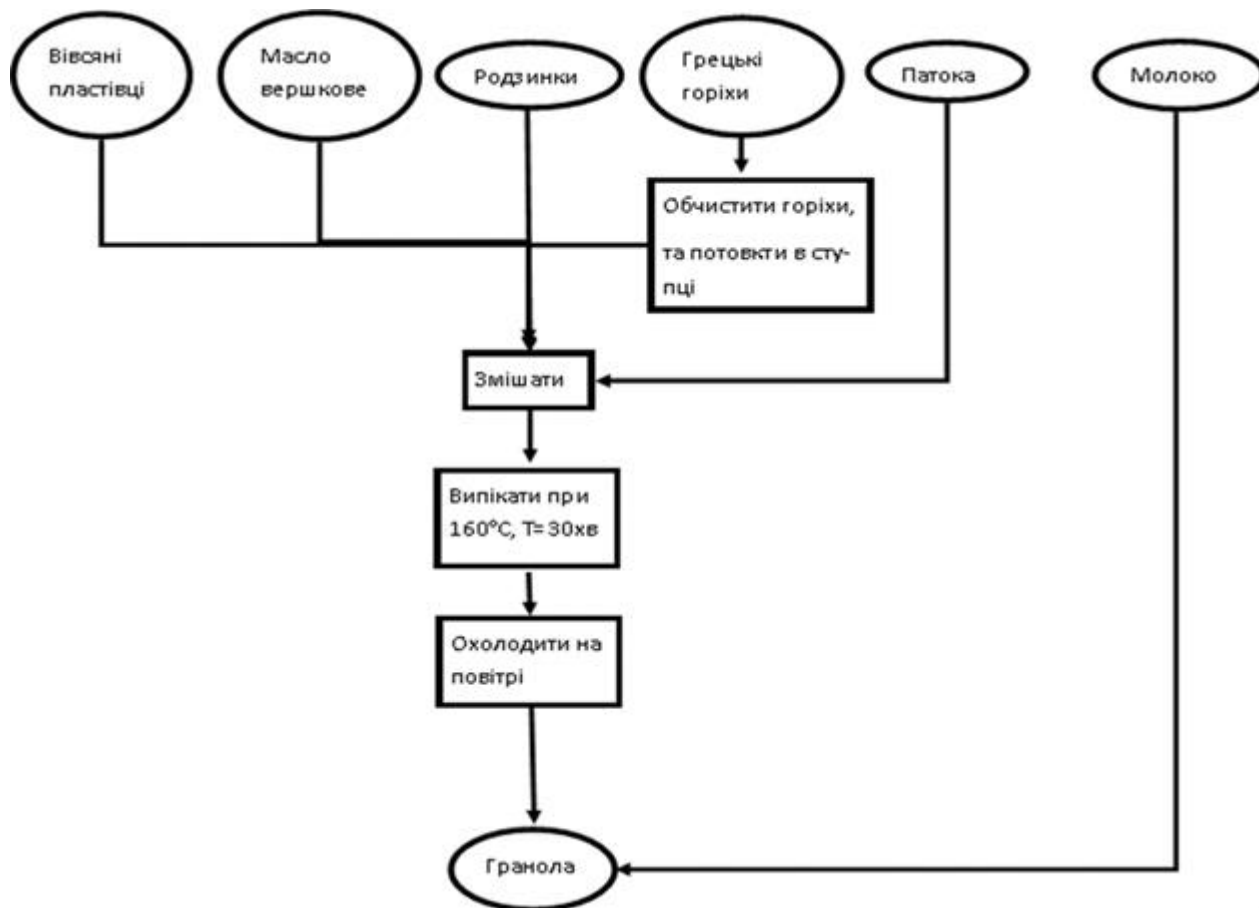 Вівсяні
пластівці
Масло
вершкове
Родзинки
Грецькі
горіхи
Патока
Молоко
Обчистити горіхи,
та потовкти в сту-
пці
Змішати
Випікати при
160°С, Т=30хв
Охолодити на
повітрі
Гранола